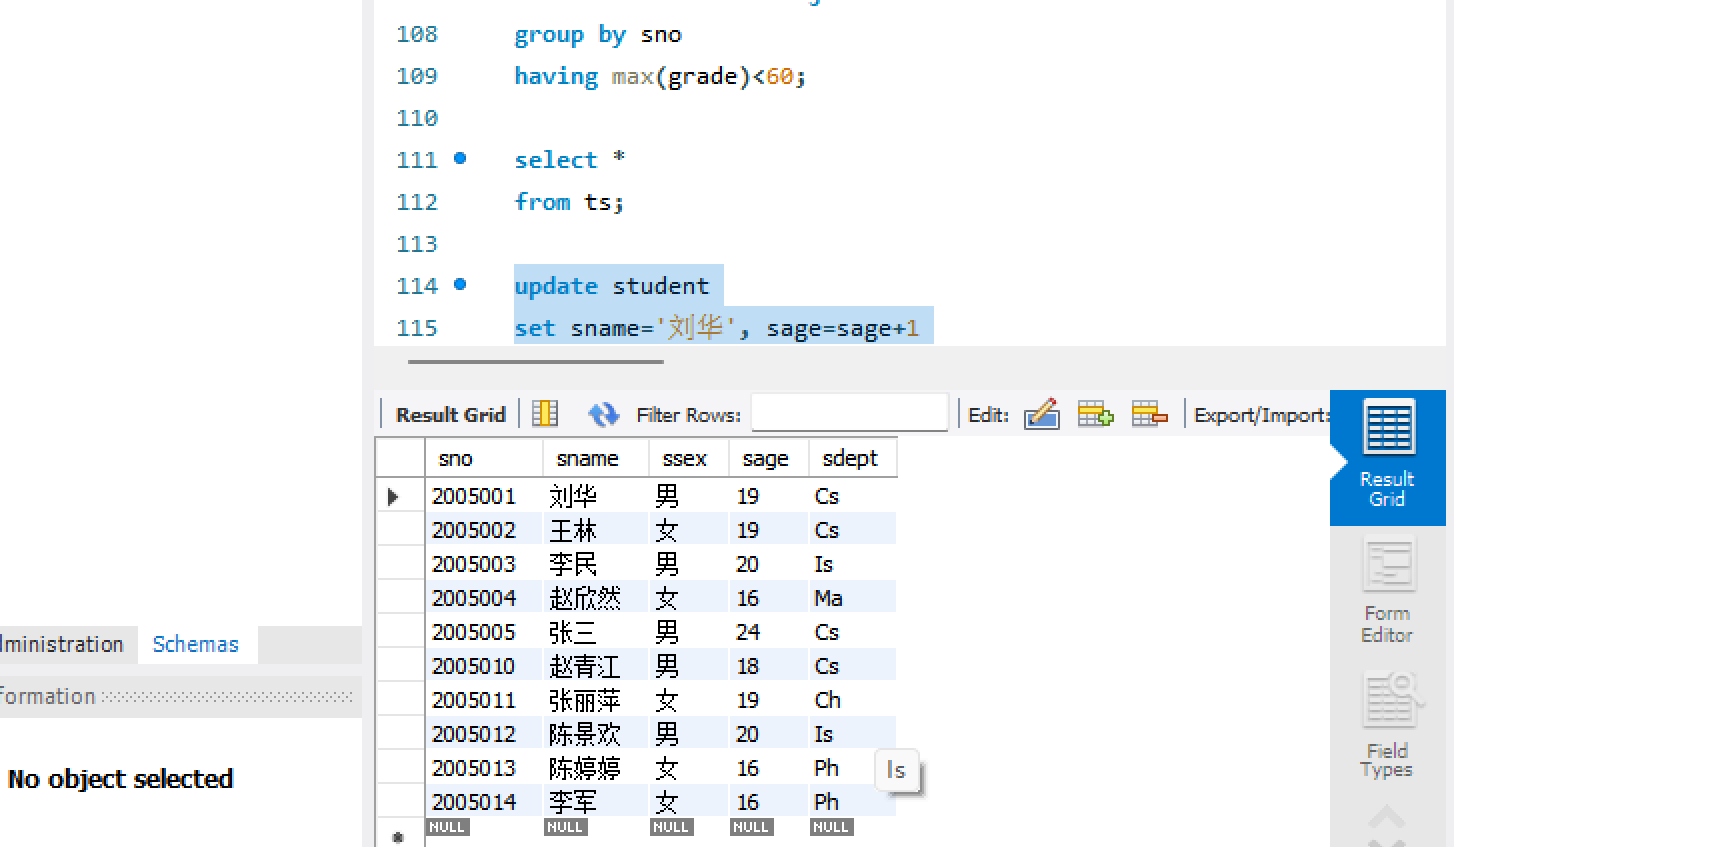 108 group by sno
109 having max(grade)<60;
110
111 select *
112 from ts;
113
114 update student
115 set sname='刘华', sage=sage+1
Result Grid Filter Rows: Edit: Export/Import:
sno sname ssex sage sdept
2005001 刘华 男 19 Cs
2005002 王林 女 19 Cs
2005003 李民 男 20 Is
2005004 赵欣然 女 16 Ma
2005005 张三 男 24 Cs
2005010 赵青江 男 18 Cs
2005011 张丽萍 女 19 Ch
2005012 陈景欢 男 20 Is
2005013 陈婷婷 女 16 Ph
2005014 李军 女 16 Ph
NULL NULL NULL NULL NULL
Is
Result
Grid
Form
Editor
Field
Types
dministration Schemas
formation
No object selected